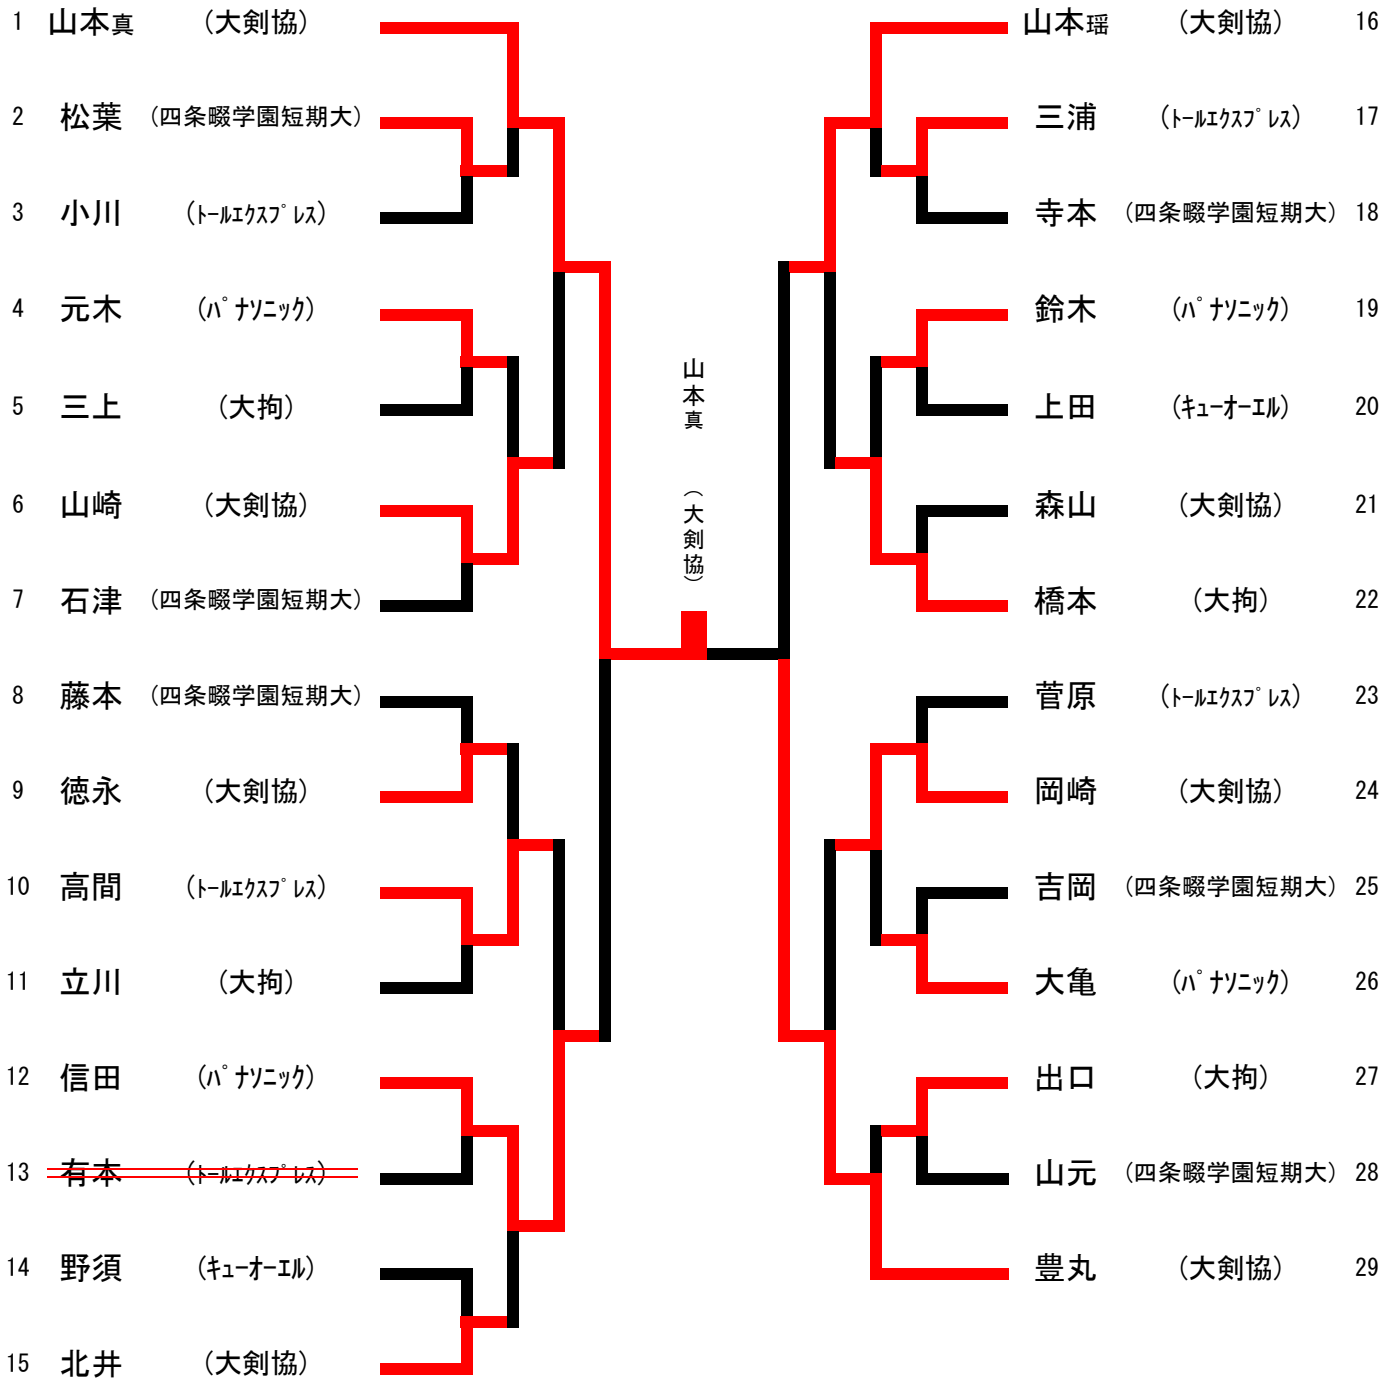 1 山本真 (大剣協)
2 松葉 (四条畷学園短期大)
3 小川 (ﾄｰﾙｴｸｽﾌﾟﾚｽ)
4 元木 (ﾊﾟﾅｿﾆｯｸ)
5 三上 (大拘)
6 山崎 (大剣協)
7 石津 (四条畷学園短期大)
8 藤本 (四条畷学園短期大)
9 徳永 (大剣協)
10 高間 (ﾄｰﾙｴｸｽﾌﾟﾚｽ)
11 立川 (大拘)
12 信田 (ﾊﾟﾅｿﾆｯｸ)
13 有本 (ﾄｰﾙｴｸｽﾌﾟﾚｽ)
14 野須 (ｷｭｰｵｰｴﾙ)
15 北井 (大剣協)
山本真 (大剣協)
山本瑶 (大剣協) 16
三浦 (ﾄｰﾙｴｸｽﾌﾟﾚｽ) 17
寺本 (四条畷学園短期大) 18
鈴木 (ﾊﾟﾅｿﾆｯｸ) 19
上田 (ｷｭｰｵｰｴﾙ) 20
森山 (大剣協) 21
橋本 (大拘) 22
菅原 (ﾄｰﾙｴｸｽﾌﾟﾚｽ) 23
岡崎 (大剣協) 24
吉岡 (四条畷学園短期大) 25
大亀 (ﾊﾟﾅｿﾆｯｸ) 26
出口 (大拘) 27
山元 (四条畷学園短期大) 28
豊丸 (大剣協) 29